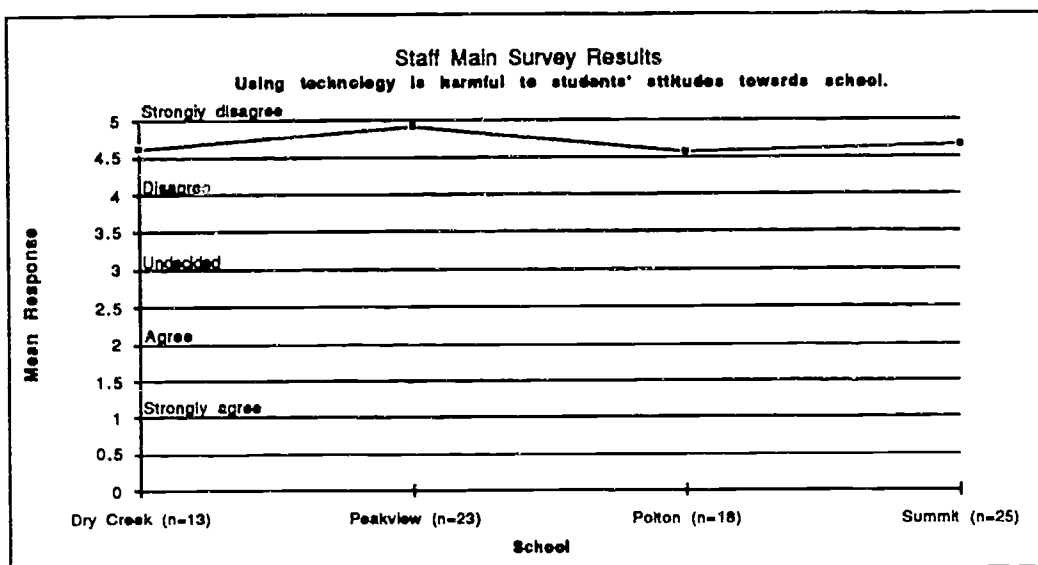 Staff Main Survey Results
Using technology is harmful to students' attitudes towards school.
Strongly disagree
5
4.5
Disagree
4
3.5
Undecided
3
2.5
Agree
2
1.5
Strongly agree
1
0.5
0
Mean Response
Dry Creek (n=13) Peakview (n=23) Polton (n=18) Summit (n=25)
School